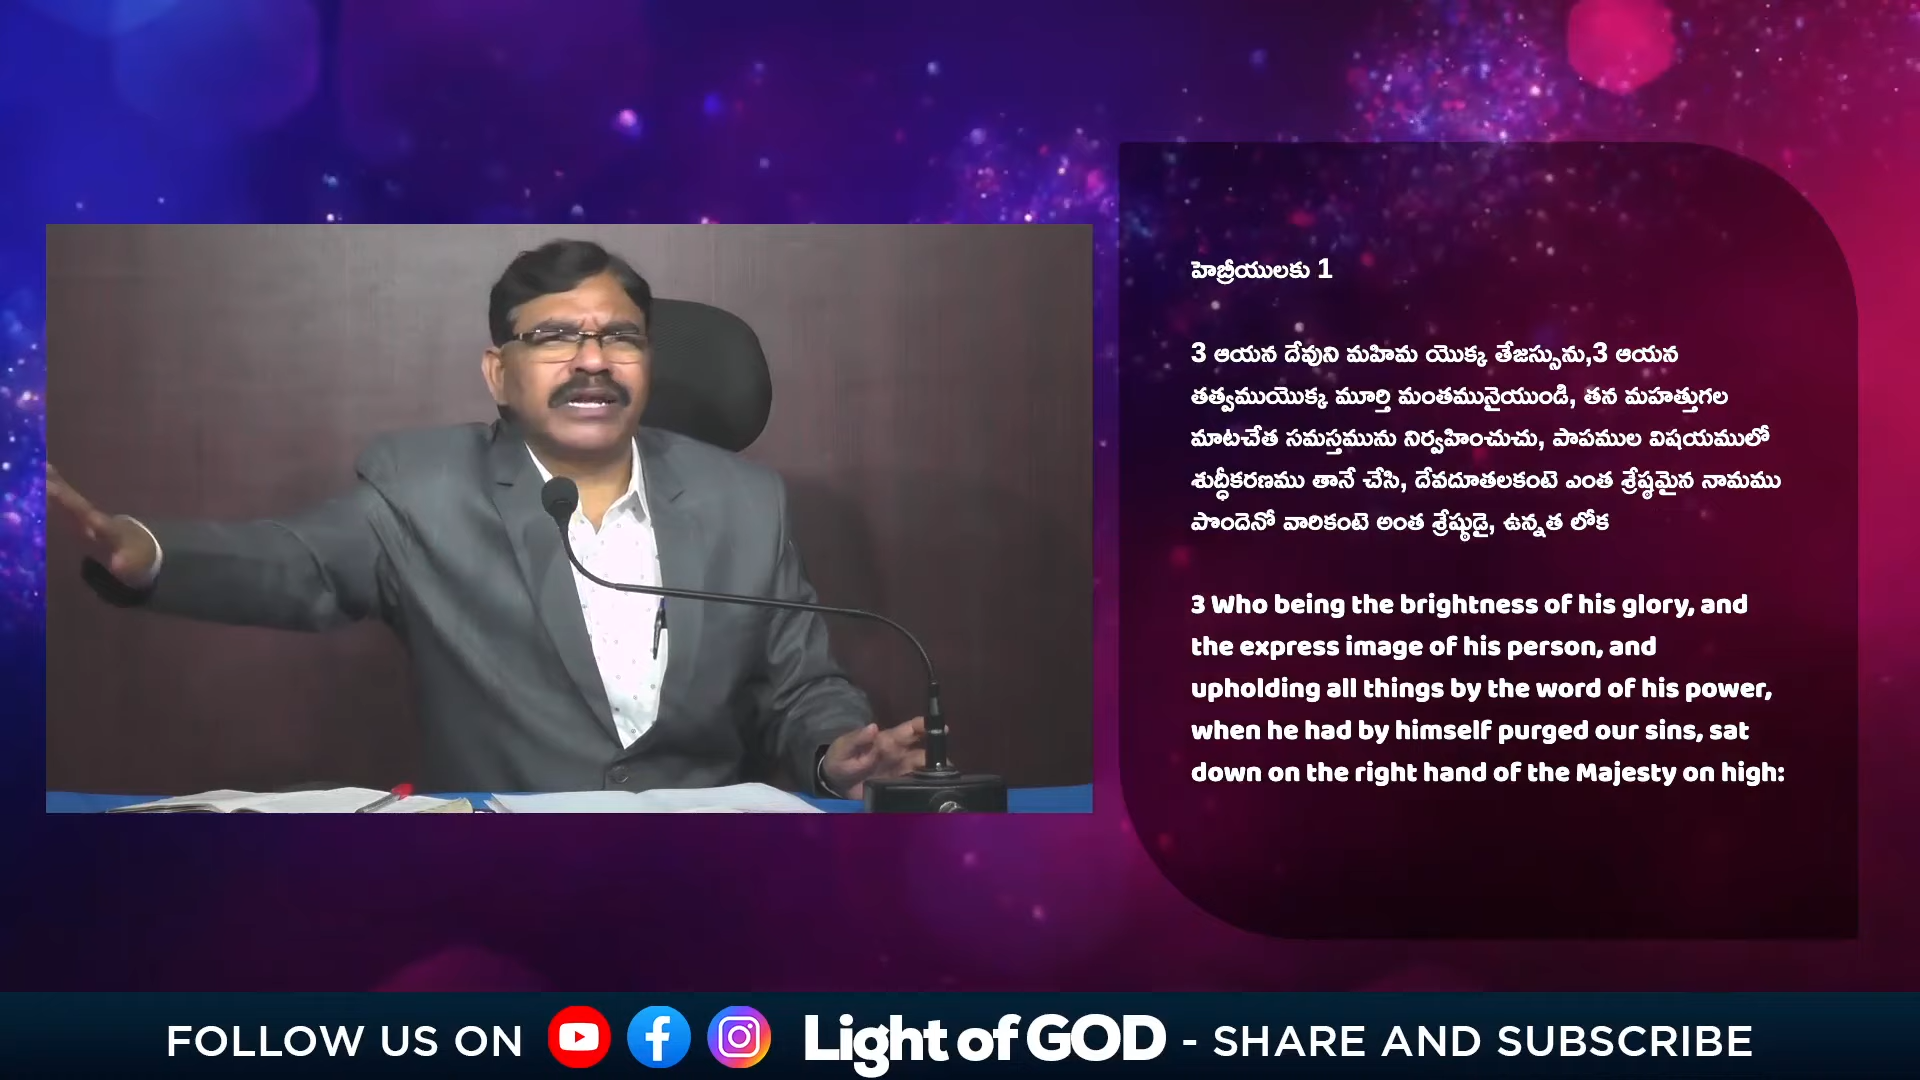 హెబ్రీయులకు 1
3 ఆయన దేవుని మహిమ యొక్క తేజస్సును,3 ఆయన
తత్వముయొక్క మూర్తి మంతమునైయుండి, తన మహత్తుగల
మాటచేత సమస్తమును నిర్వహించుచు, పాపముల విషయములో
శుద్ధీకరణము తానే చేసి, దేవదూతలకంటె ఎంత శ్రేష్ఠమైన నామము
పొందెనో వారికంటె అంత శ్రేష్ఠుడై, ఉన్నత లోక
3 Who being the brightness of his glory, and
the express image of his person, and
upholding all things by the word of his power,
when he had by himself purged our sins, sat
down on the right hand of the Majesty on high:
FOLLOW US ON Light of GOD - SHARE AND SUBSCRIBE